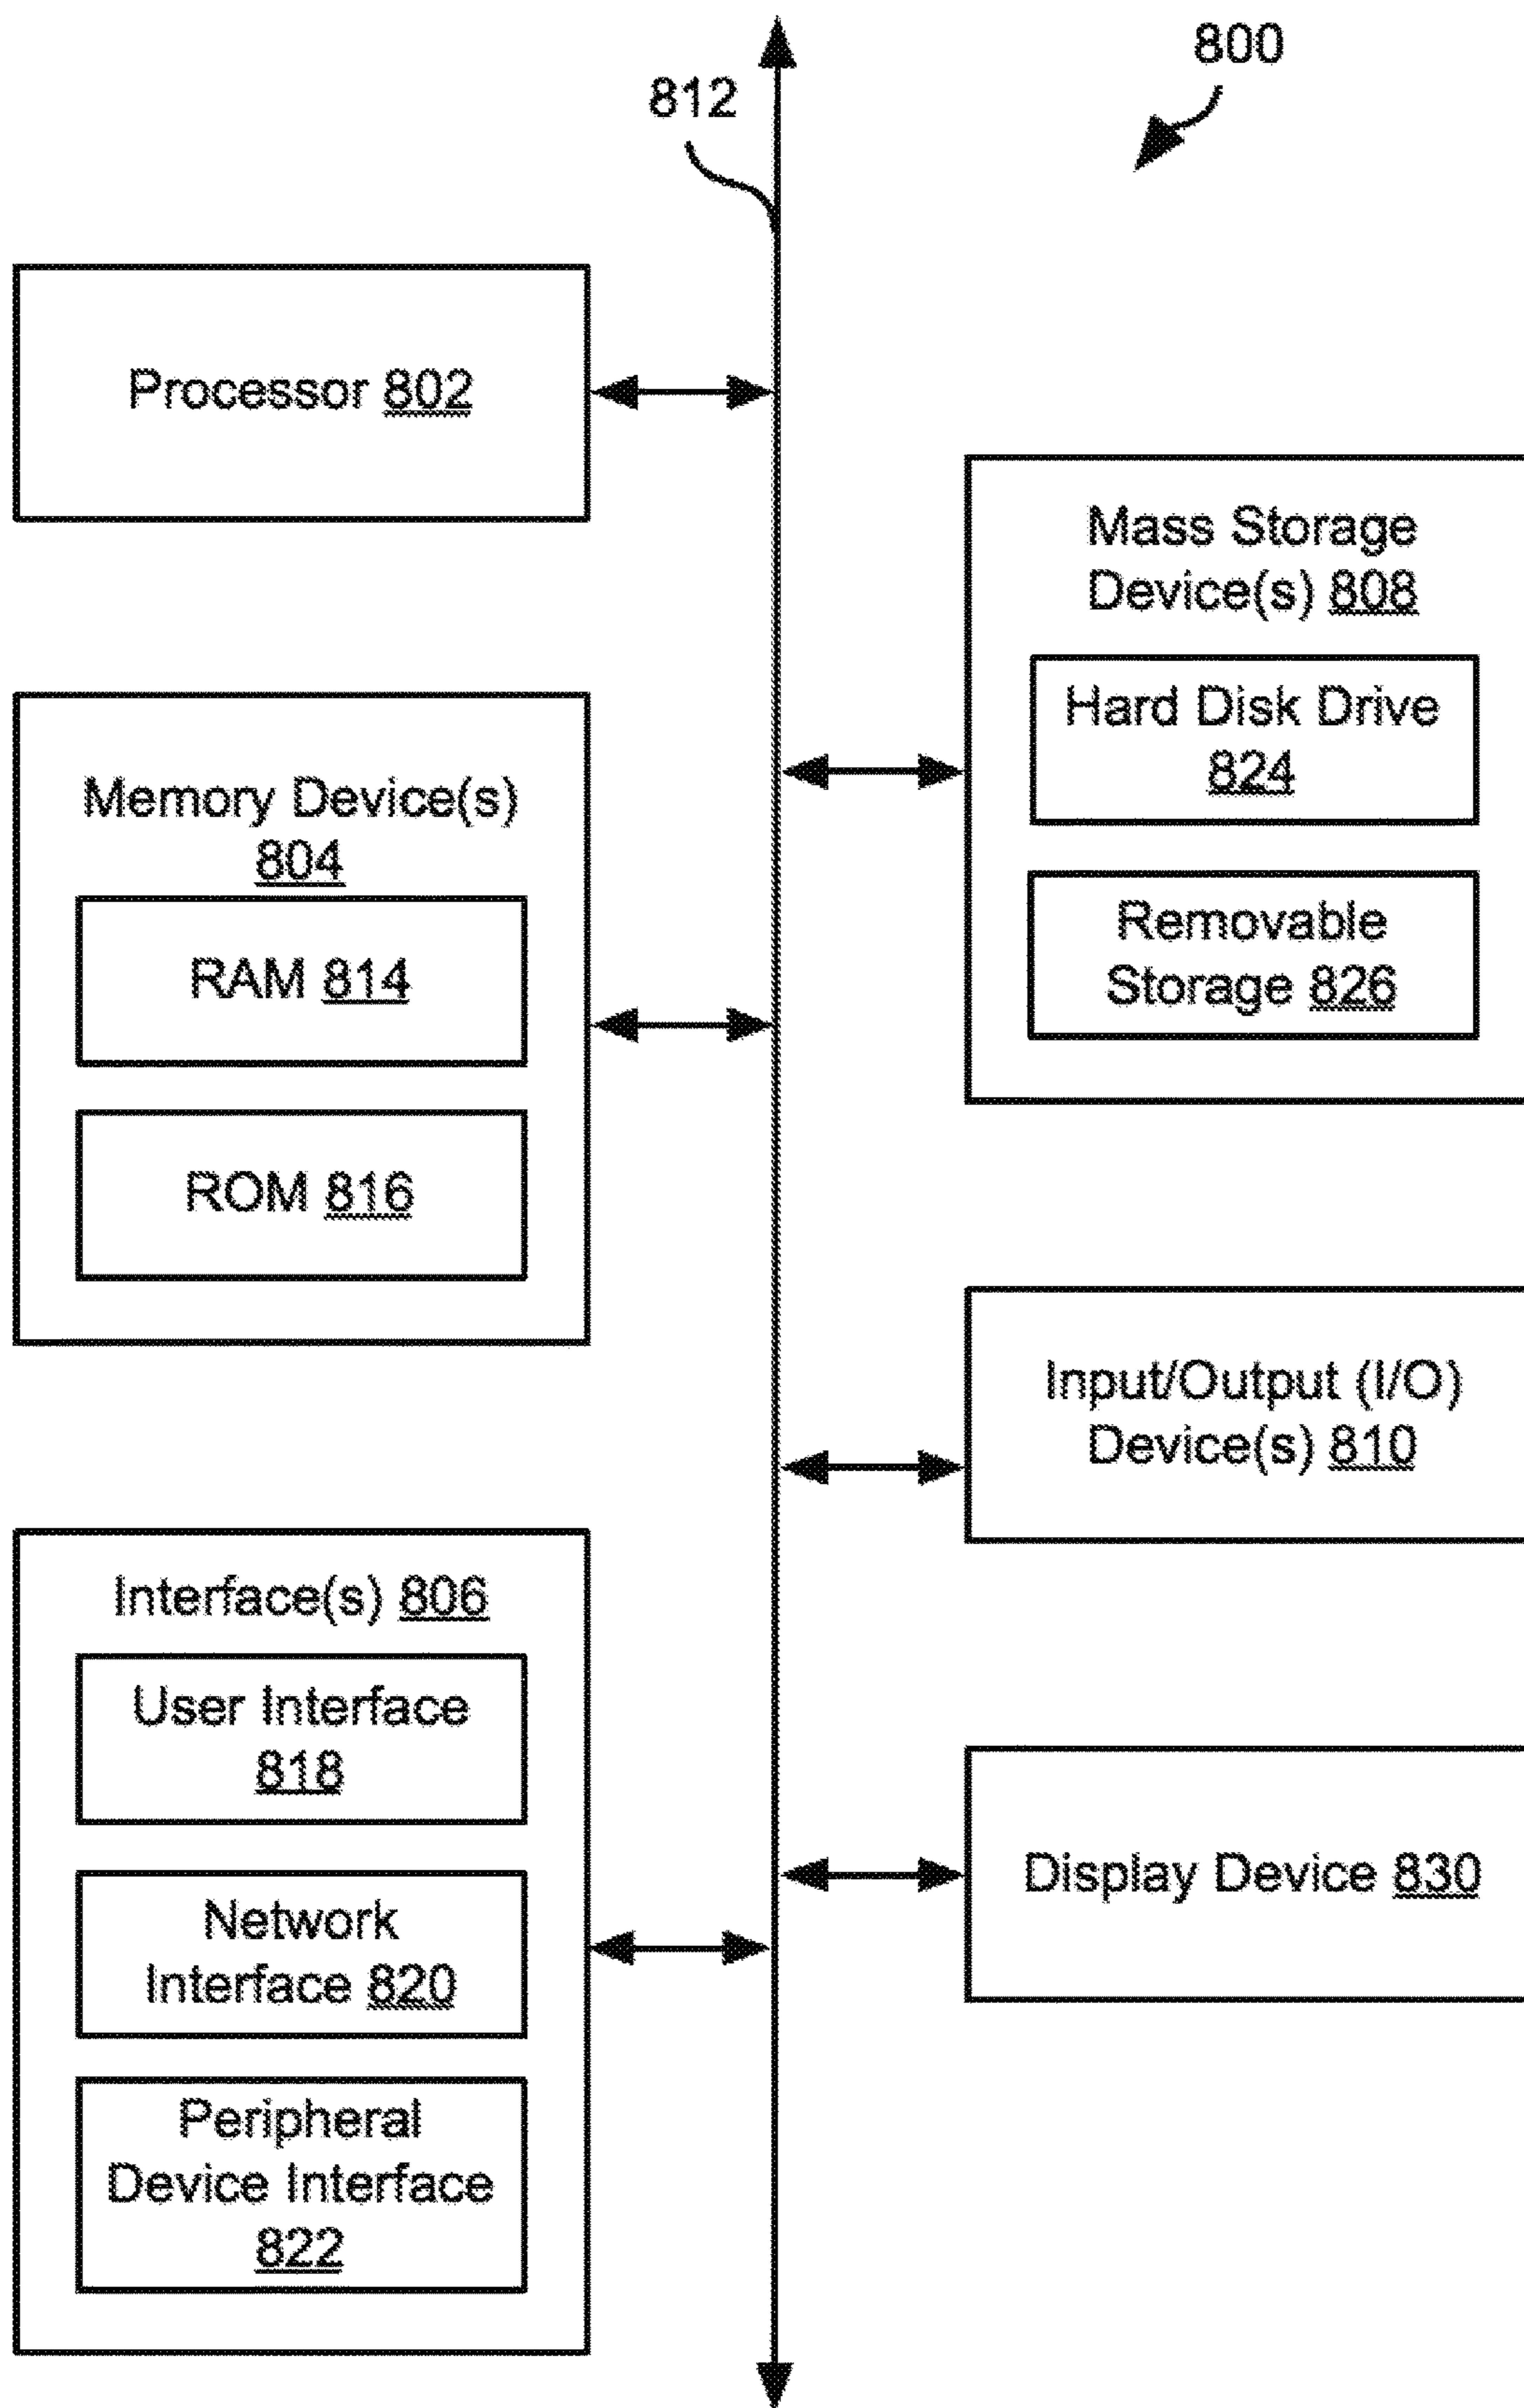 800
812
Processor 802
Mass Storage
Device(s) 808
Hard Disk Drive
824
Removable
Storage 826
Memory Device(s)
804
RAM 814
ROM 816
Input/Output (I/O)
Device(s) 810
Interface(s) 806
User Interface
818
Network
Interface 820
Peripheral
Device Interface
822
Display Device 830